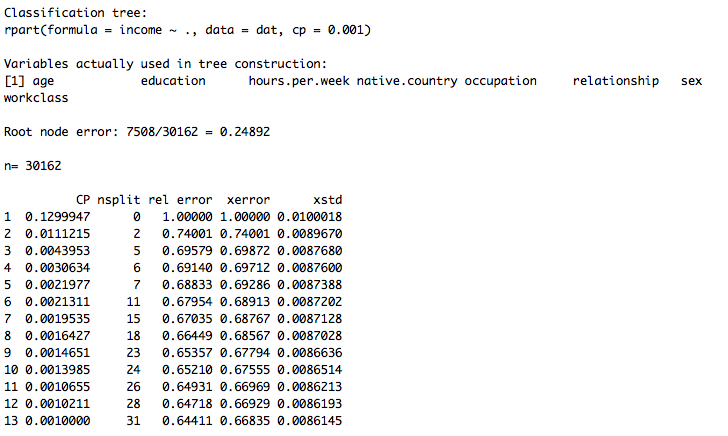 Classification tree:
rpart(formula = income ~ ., data = dat, cp = 0.001)
Variables actually used in tree construction:
[1] age education hours.per.week native.country occupation relationship sex
workclass
Root node error: 7508/30162 = 0.24892
n= 30162
CP nsplit rel error xerror xstd
1 0.1299947 0 1.00000 1.00000 0.0100018
2 0.0111215 2 0.74001 0.74001 0.0089670
3 0.0043953 5 0.69579 0.69872 0.0087680
4 0.0030634 6 0.69140 0.69712 0.0087600
5 0.0021977 7 0.68833 0.69286 0.0087388
6 0.0021311 11 0.67954 0.68913 0.0087202
7 0.0019535 15 0.67035 0.68767 0.0087128
8 0.0016427 18 0.66449 0.68567 0.0087028
9 0.0014651 23 0.65357 0.67794 0.0086636
10 0.0013985 24 0.65210 0.67555 0.0086514
11 0.0010655 26 0.64931 0.66969 0.0086213
12 0.0010211 28 0.64718 0.66929 0.0086193
13 0.0010000 31 0.64411 0.66835 0.0086145